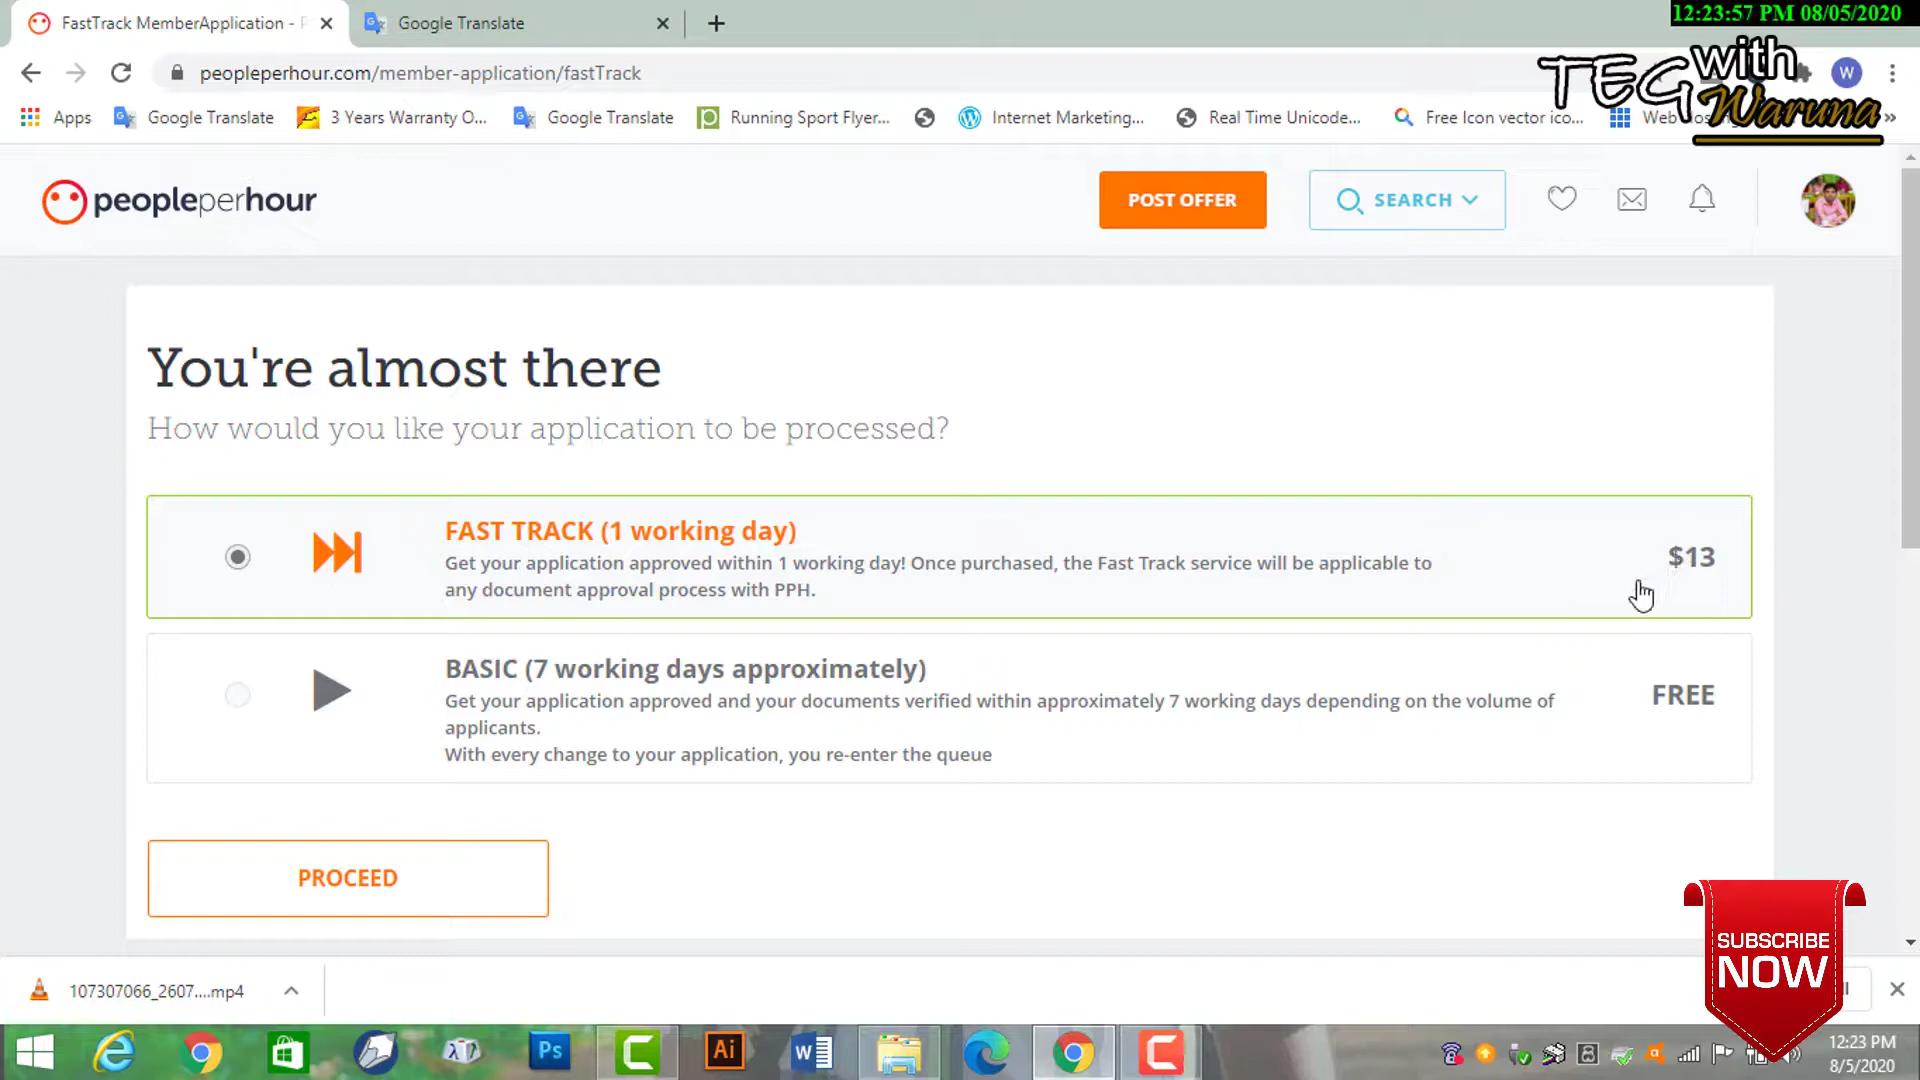 FastTrack MemberApplication - P
Google Translate
12:23:57 PM 08/05/2020
peopleperhour.com/member-application/fastTrack
W
TEG with Waruna
Apps
Google Translate
3 Years Warranty O...
Google Translate
Running Sport Flyer...
Internet Marketing...
Real Time Unicode...
Free Icon vector ico...
peopleperhour
POST OFFER
SEARCH
You're almost there
How would you like your application to be processed?
FAST TRACK (1 working day)
Get your application approved within 1 working day! Once purchased, the Fast Track service will be applicable to
any document approval process with PPH.
$13
BASIC (7 working days approximately)
Get your application approved and your documents verified within approximately 7 working days depending on the volume of
applicants.
With every change to your application, you re-enter the queue
FREE
PROCEED
SUBSCRIBE
NOW
107307066_2607....mp4
Ps
Ai
12:23 PM
8/5/2020